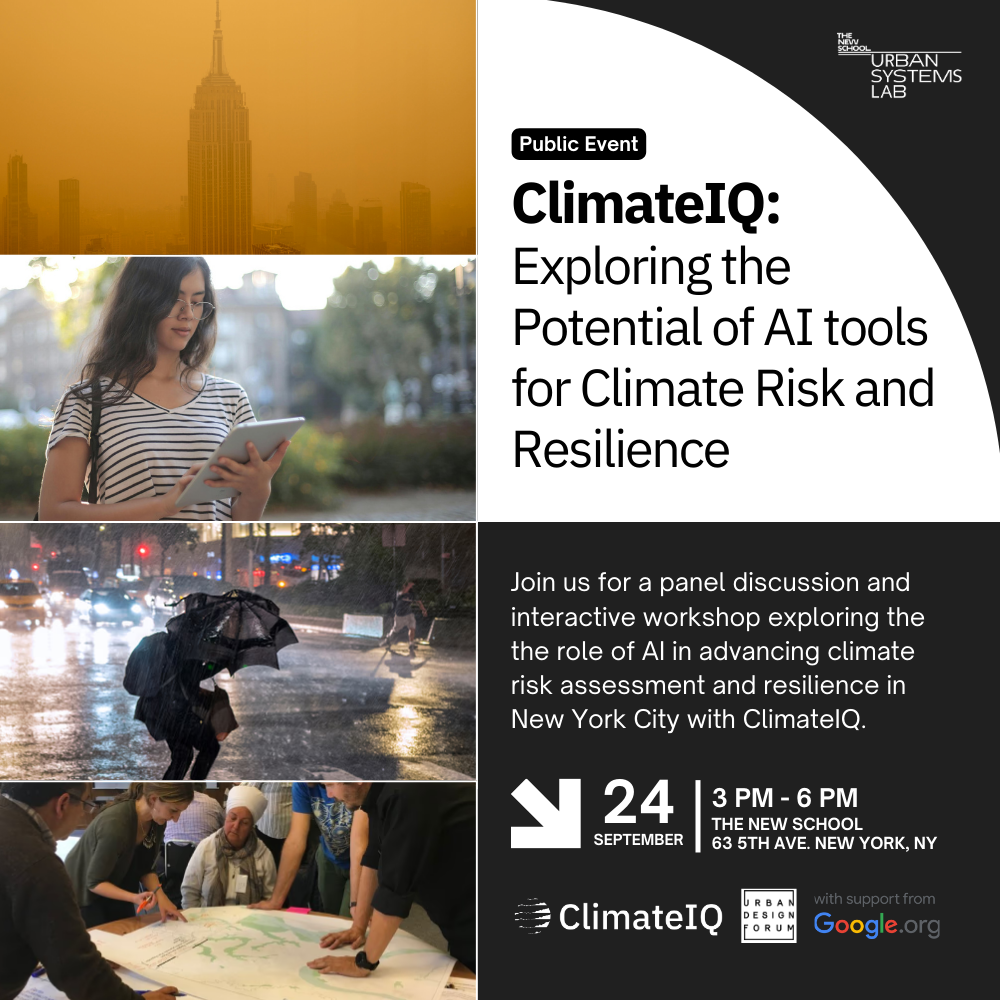 THE
NEW
SCHOOL
URBAN
SYSTEMS
LAB
Public Event
ClimateIQ:
Exploring the
Potential of AI tools
for Climate Risk and
Resilience
Join us for a panel discussion and
interactive workshop exploring the
the role of AI in advancing climate
risk assessment and resilience in
New York City with ClimateIQ.
24
SEPTEMBER
3 PM - 6 PM
THE NEW SCHOOL
63 5TH AVE. NEW YORK, NY
ClimateIQ
URBAN
DESIGN
FORUM
with support from
Google.org